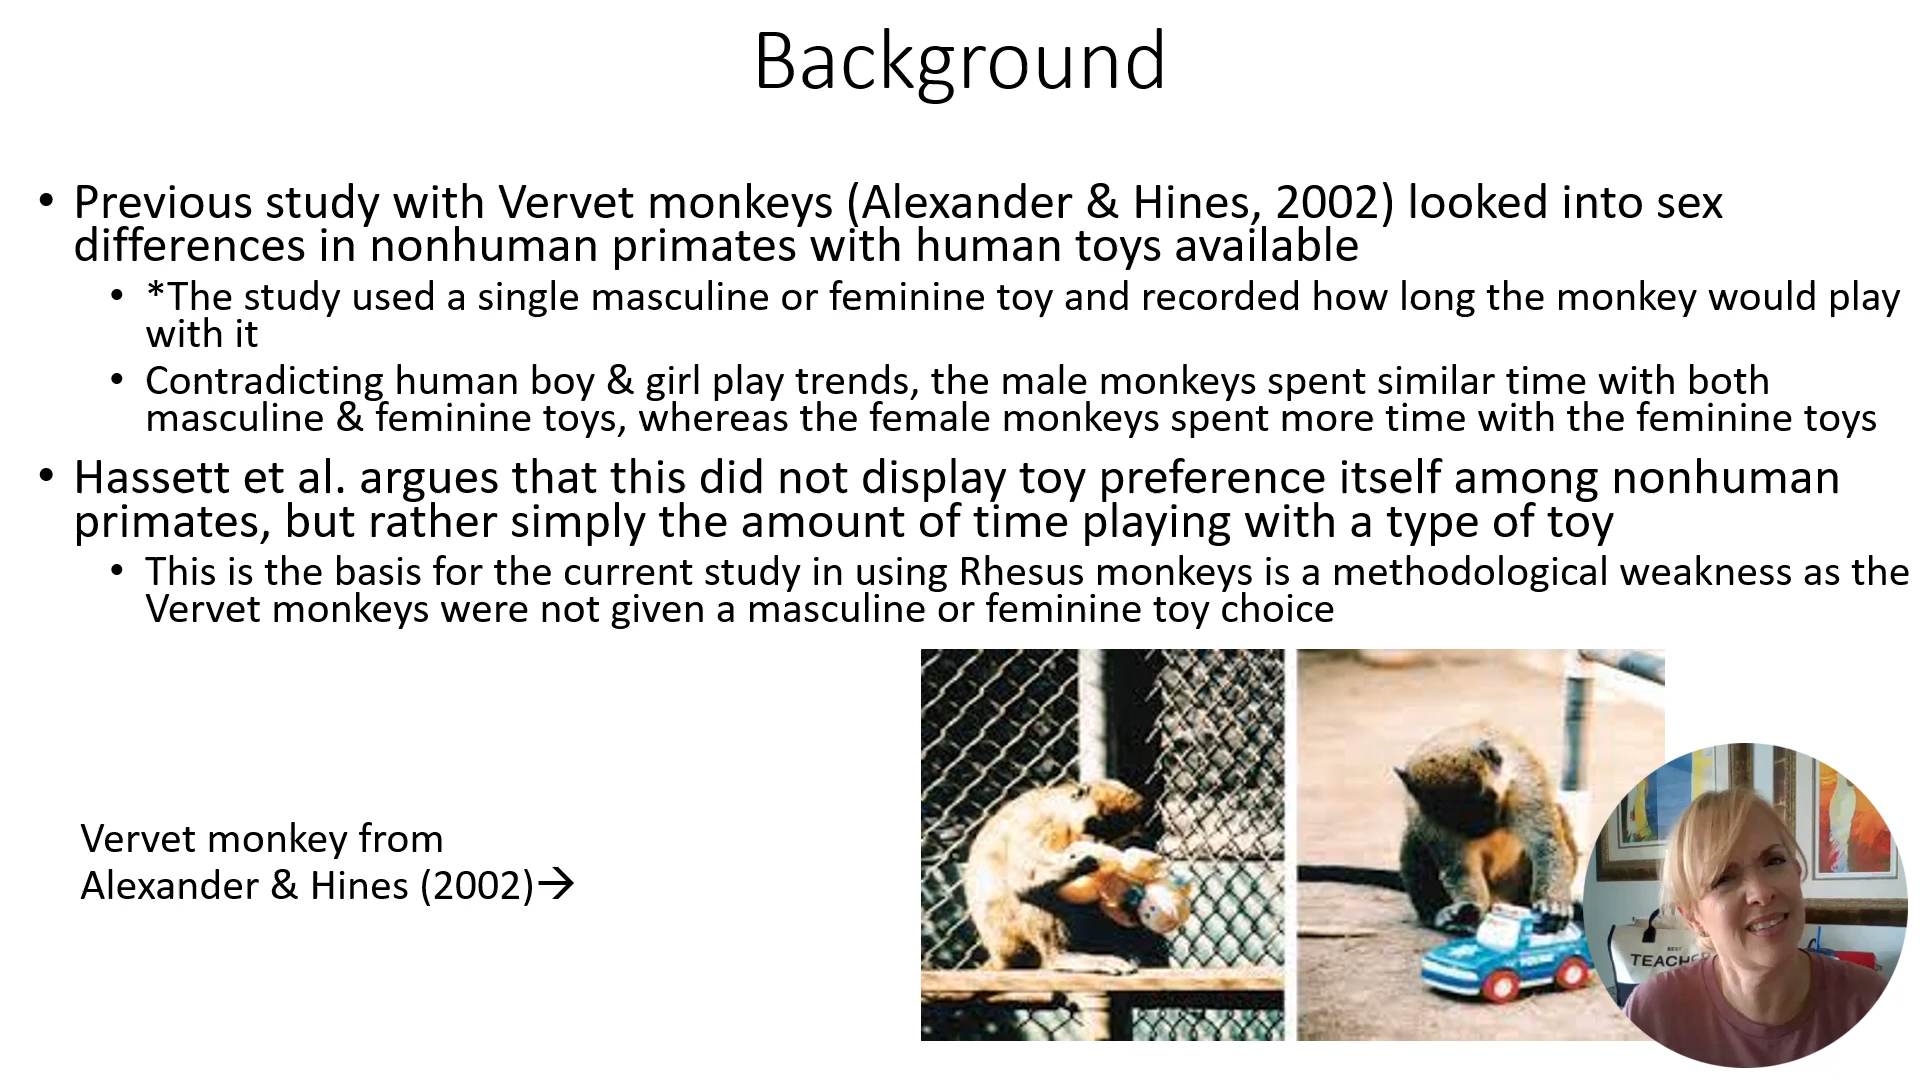 Background
• Previous study with Vervet monkeys (Alexander & Hines, 2002) looked into sex
differences in nonhuman primates with human toys available
• *The study used a single masculine or feminine toy and recorded how long the monkey would play
with it
• Contradicting human boy & girl play trends, the male monkeys spent similar time with both
masculine & feminine toys, whereas the female monkeys spent more time with the feminine toys
• Hassett et al. argues that this did not display toy preference itself among nonhuman
primates, but rather simply the amount of time playing with a type of toy
• This is the basis for the current study in using Rhesus monkeys is a methodological weakness as the
Vervet monkeys were not given a masculine or feminine toy choice
Vervet monkey from
Alexander & Hines (2002)→
BEST
TEACHER